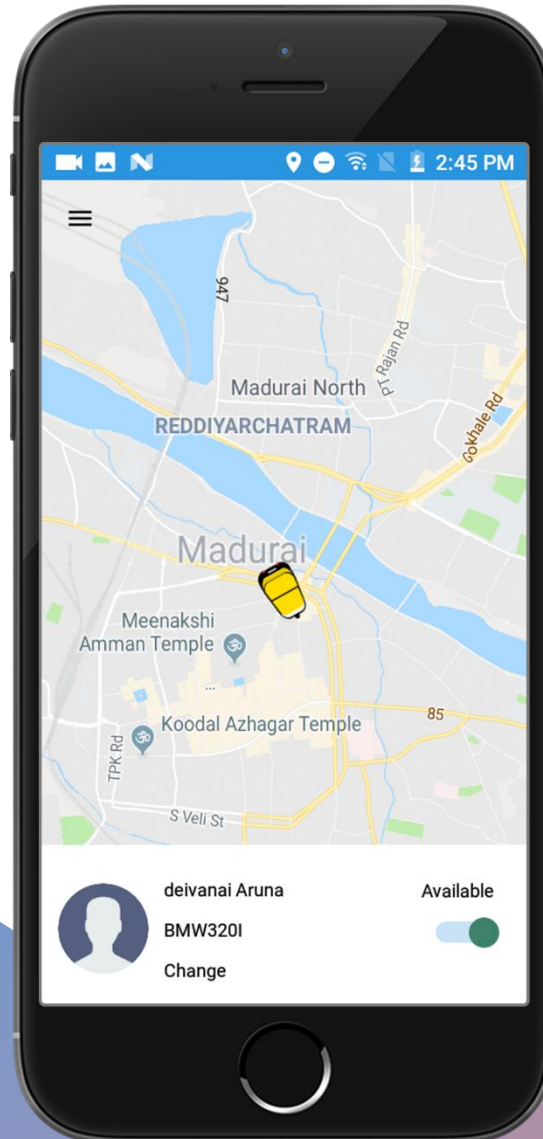 2:45 PM
947
P.T. Rajan Rd
Madurai North
REDDIYARCHATRAM
Gokhale Rd
Madurai
Meenakshi
Amman Temple
...
Koodal Azhagar Temple
85
TPK Rd
S Veli St
deivanai Aruna
Available
BMW320I
Change